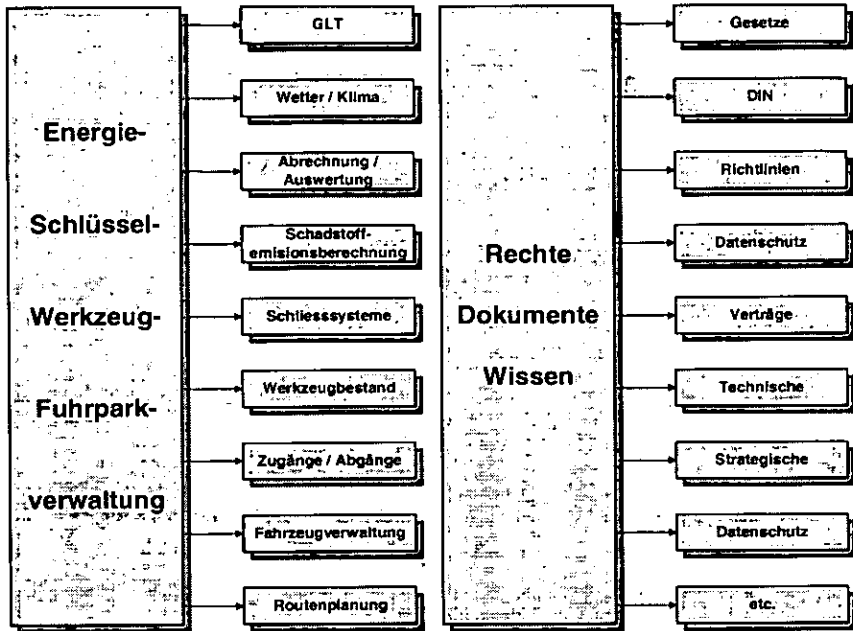 Energie-
Schlüssel-
Werkzeug-
Fuhrpark-
verwaltung
GLT
Wetter / Klima
Abrechnung /
Auswertung
Schadstoff-
emisionsberechnung
Schliesssysteme
Werkzeugbestand
Zugänge / Abgänge
Fahrzeugverwaltung
Routenplanung
Rechte
Dokumente
Wissen
Gesetze
DIN
Richtlinien
Datenschutz
Verträge
Technische
Strategische
Datenschutz
etc.